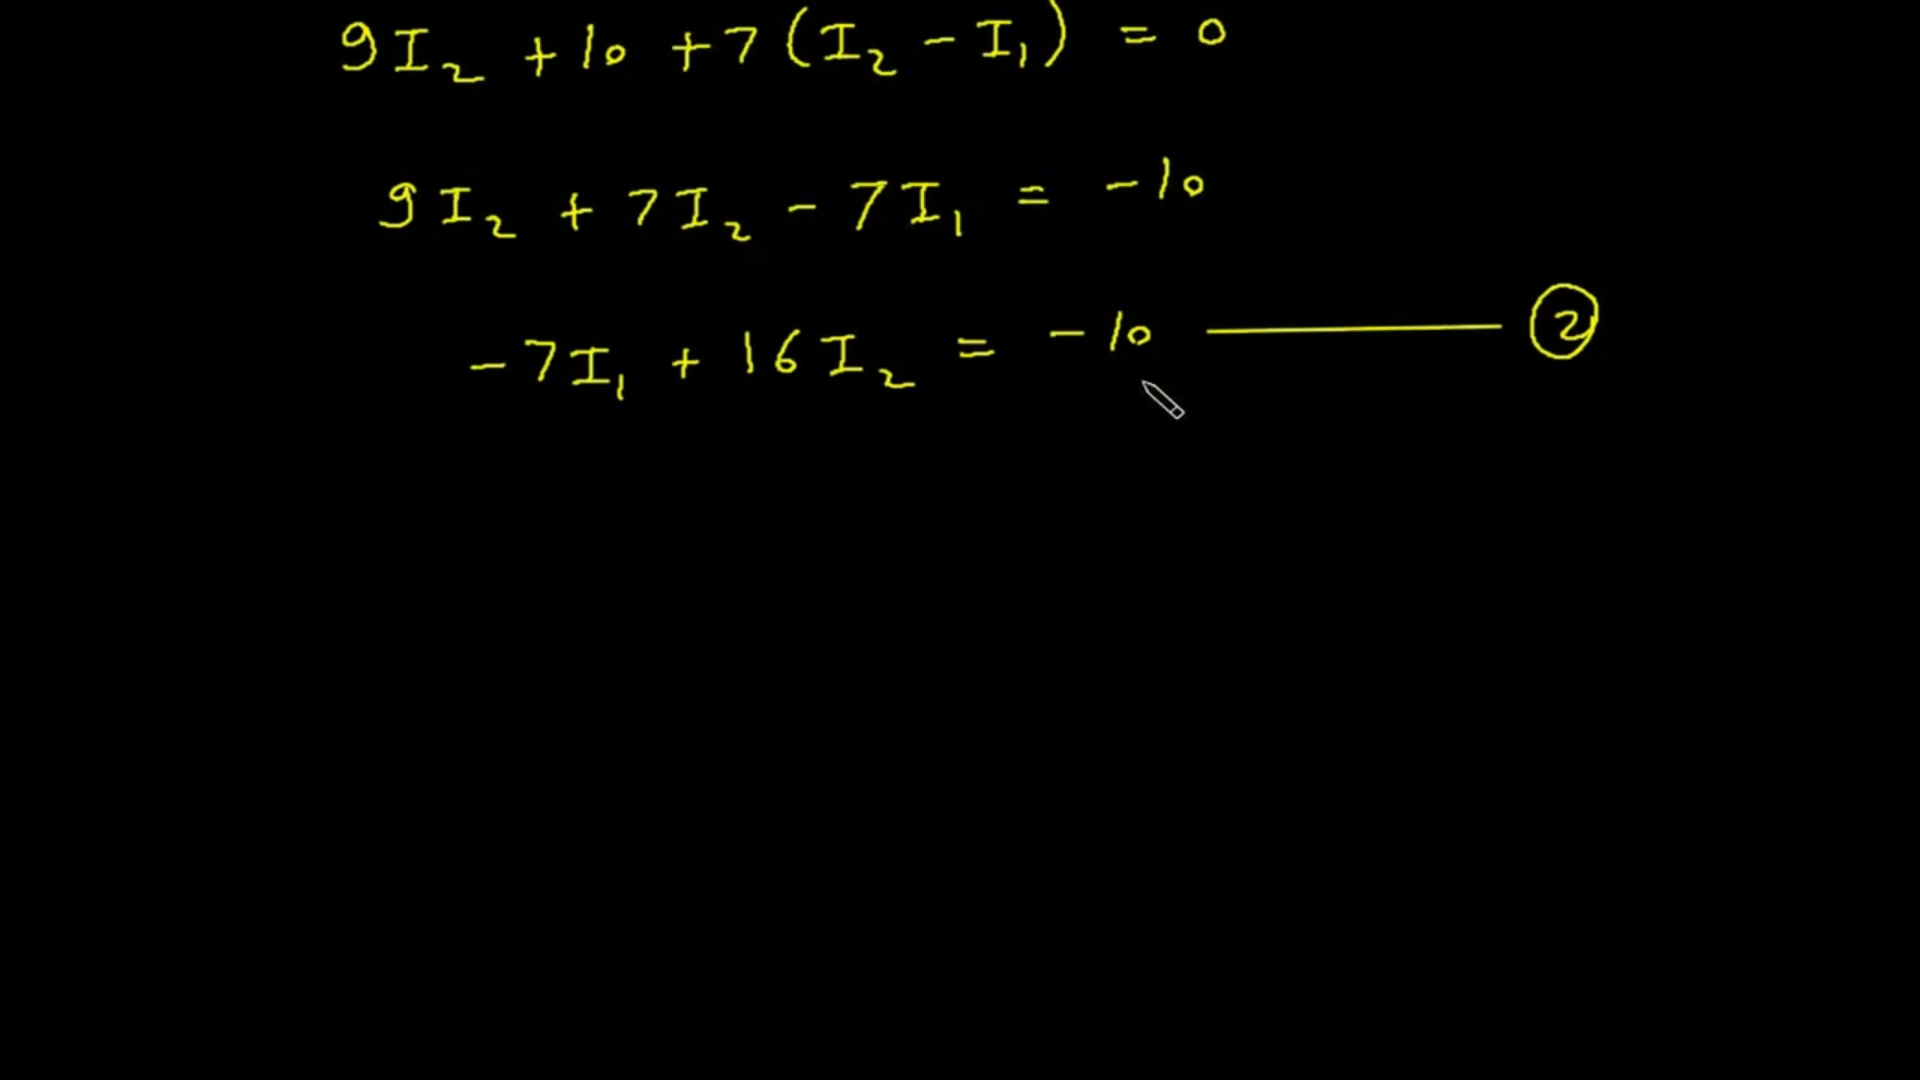 9I₂ + 10 + 7(I₂ - I₁) = 0
9I₂ + 7I₂ - 7I₁ = -10
-7I₁ + 16I₂ = -10 ——— ②